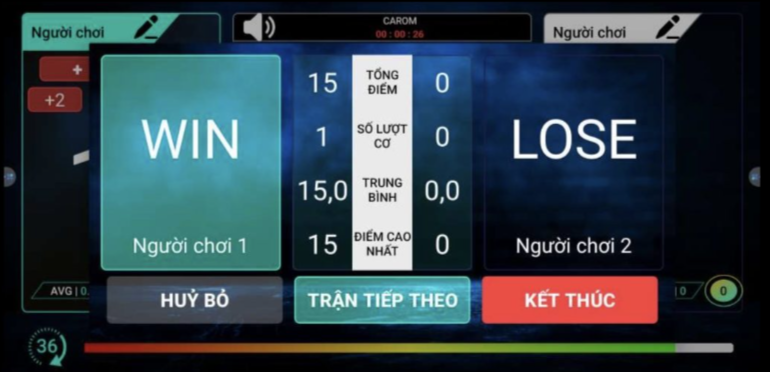 Người chơi
CAROM
00 : 00 : 26
Người chơi
+
+2
WIN
Người chơi 1
15 TỔNG ĐIỂM 0
1 SỐ LƯỢT CƠ 0
15,0 TRUNG BÌNH 0,0
15 ĐIỂM CAO NHẤT 0
LOSE
Người chơi 2
AVG | 0.
| 0
0
HUỶ BỎ
TRẬN TIẾP THEO
KẾT THÚC
36